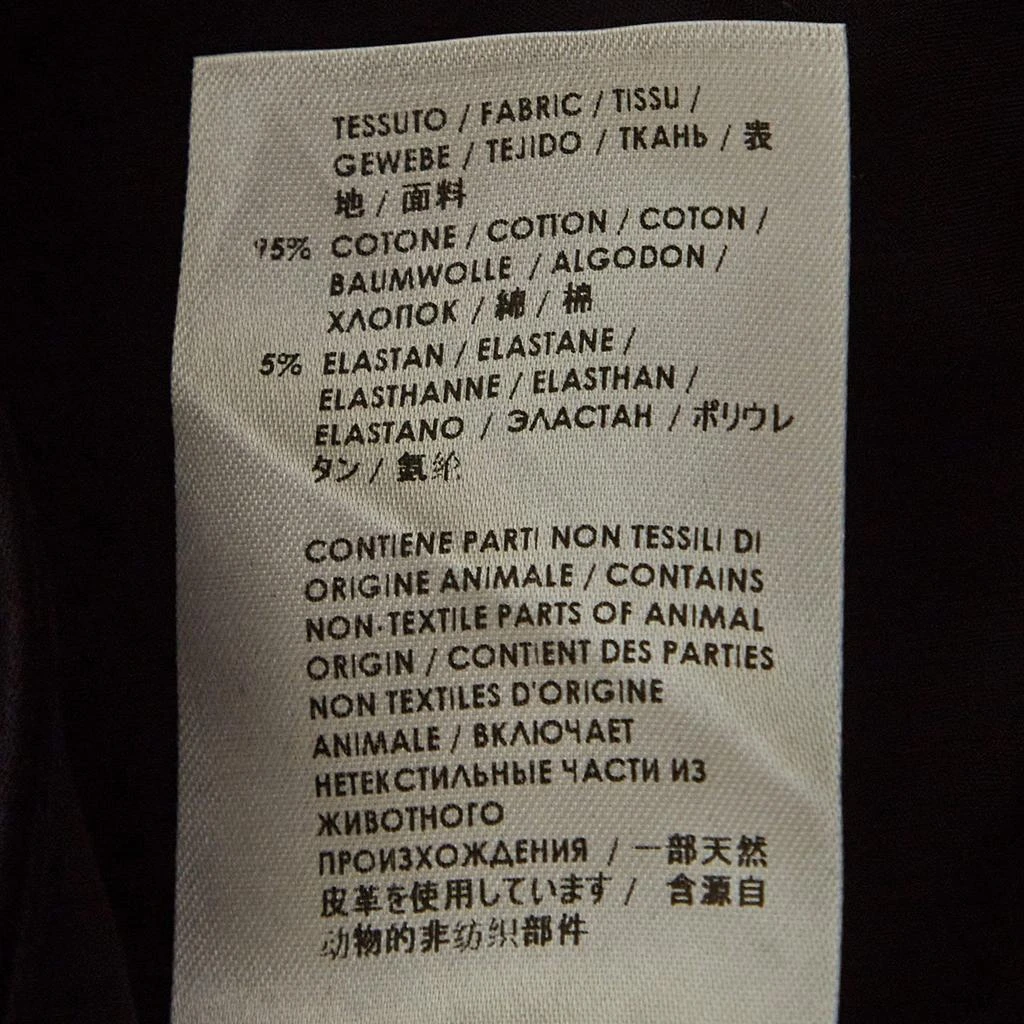 TESSUTO / FABRIC / TISSU /
GEWEBE / TEJIDO / ТКАНЬ / 表
地 / 面料
95% COTONE / COTTON / COTON /
BAUMWOLLE / ALGODON /
ХЛОПОК / 綿 / 棉
5% ELASTAN / ELASTANE /
ELASTHANNE / ELASTHAN /
ELASTANO / ЭЛАСТАН / ポリウレ
タン / 氨纶
CONTIENE PARTI NON TESSILI DI
ORIGINE ANIMALE / CONTAINS
NON-TEXTILE PARTS OF ANIMAL
ORIGIN / CONTIENT DES PARTIES
NON TEXTILES D'ORIGINE
ANIMALE / ВКЛЮЧАЕТ
НЕТЕКСТИЛЬНЫЕ ЧАСТИ ИЗ
ЖИВОТНОГО
ПРОИЗХОЖДЕНИЯ / 一部天然
皮革を使用しています / 含源自
动物的非纺织部件